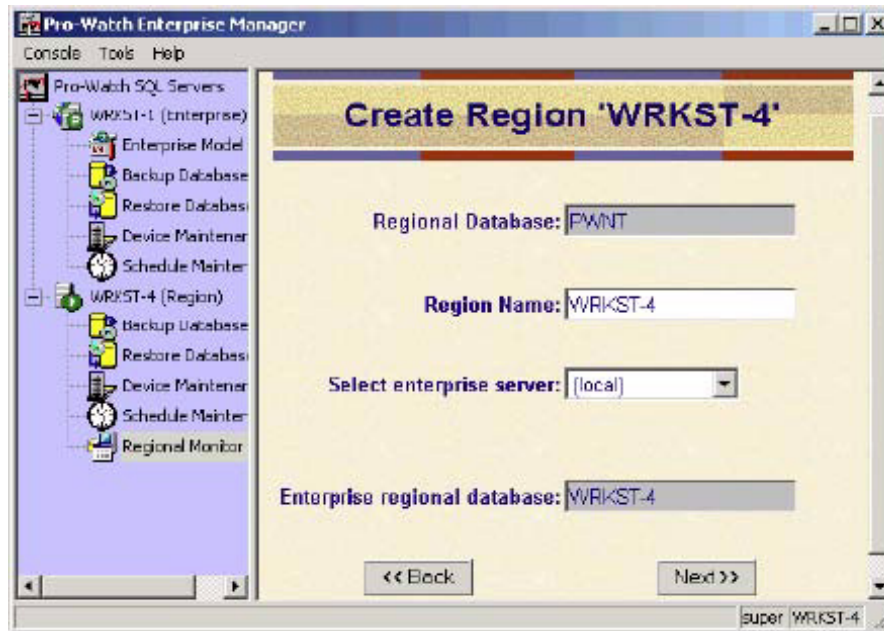 Pro-Watch Enterprise Manager
Console Tools Help
Pro-Watch SQL Servers
WRKST-1 (Enterprise)
Enterprise Model
Backup Database
Restore Databas
Device Maintenar
Schedule Mainter
WRKST-4 (Region)
Backup Database
Restore Databas
Device Maintenar
Schedule Mainter
Regional Monitor
Create Region 'WRKST-4'
Regional Database: PWNT
Region Name: WRKST-4
Select enterprise server: (local)
Enterprise regional database: WRKST-4
<< Back
Next >>
super WRKST-4